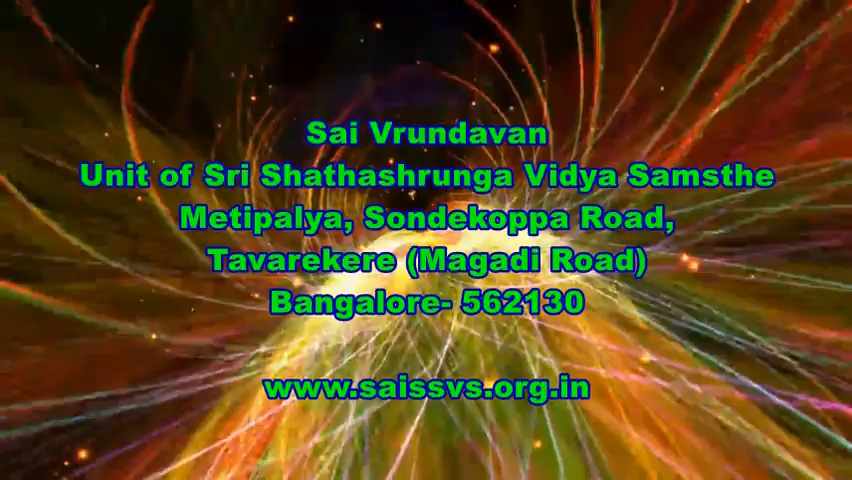 Sai Vrundavan
Unit of Sri Shathashrunga Vidya Samsthe
Metipalya, Sondekoppa Road,
Tavarekere (Magadi Road)
Bangalore- 562130
www.saissvs.org.in